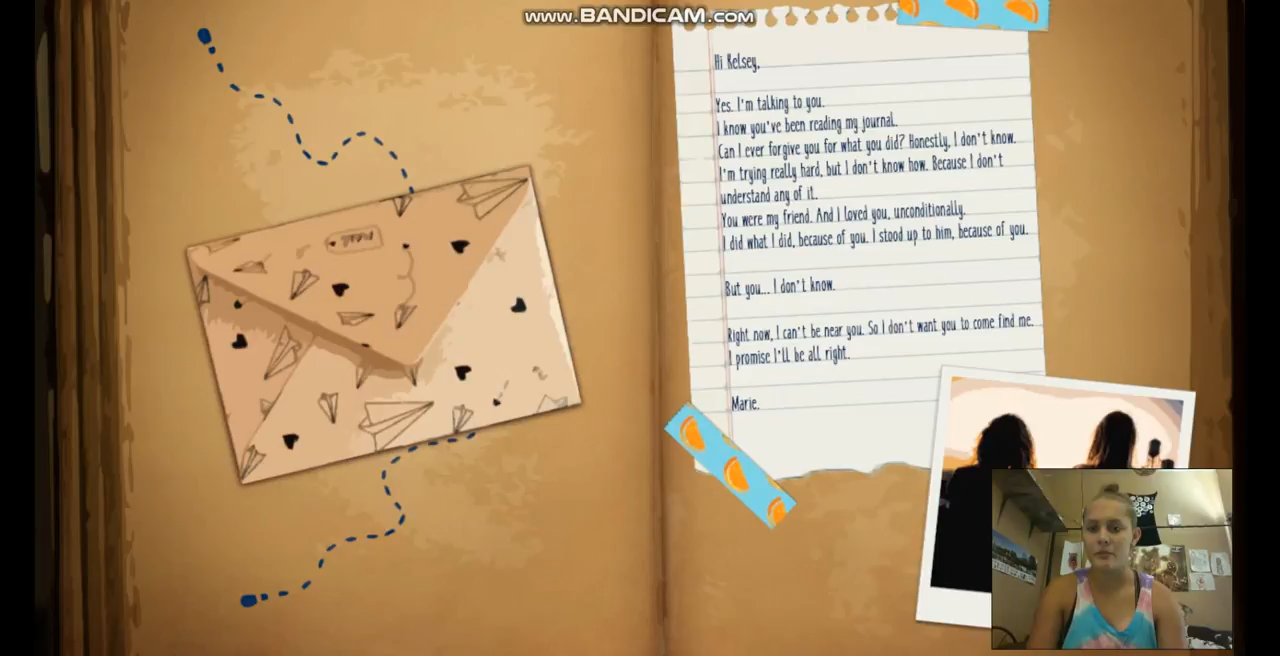 www.BANDICAM.com
Hi Kelsey,
Yes. I'm talking to you.
I know you've been reading my journal.
Can I ever forgive you for what you did? Honestly, I don't know.
I'm trying really hard, but I don't know how. Because I don't
understand any of it.
You were my friend. And I loved you, unconditionally.
I did what I did, because of you. I stood up to him, because of you.
But you... I don't know.
Right now, I can't be near you. So I don't want you to come find me.
I promise I'll be all right.
Marie.